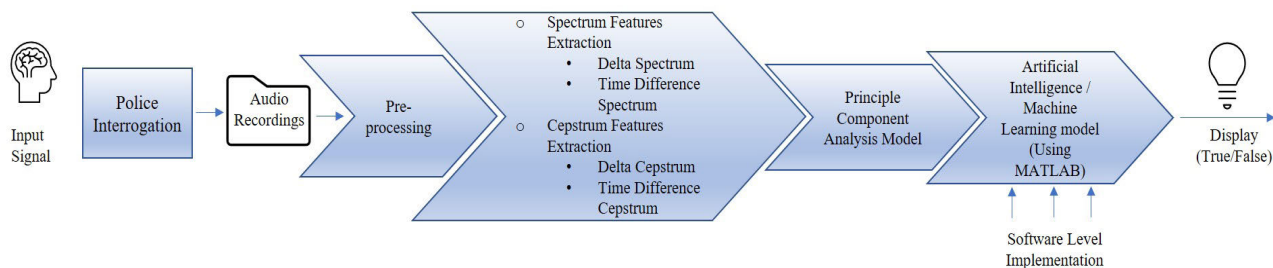 Input
Signal
Police
Interrogation
Audio
Recordings
Pre-
processing
o Spectrum Features
Extraction
• Delta Spectrum
• Time Difference
Spectrum
o Cepstrum Features
Extraction
• Delta Cepstrum
• Time Difference
Cepstrum
Principle
Component
Analysis Model
Artificial
Intelligence /
Machine
Learning model
(Using
MATLAB)
Software Level
Implementation
Display
(True/False)